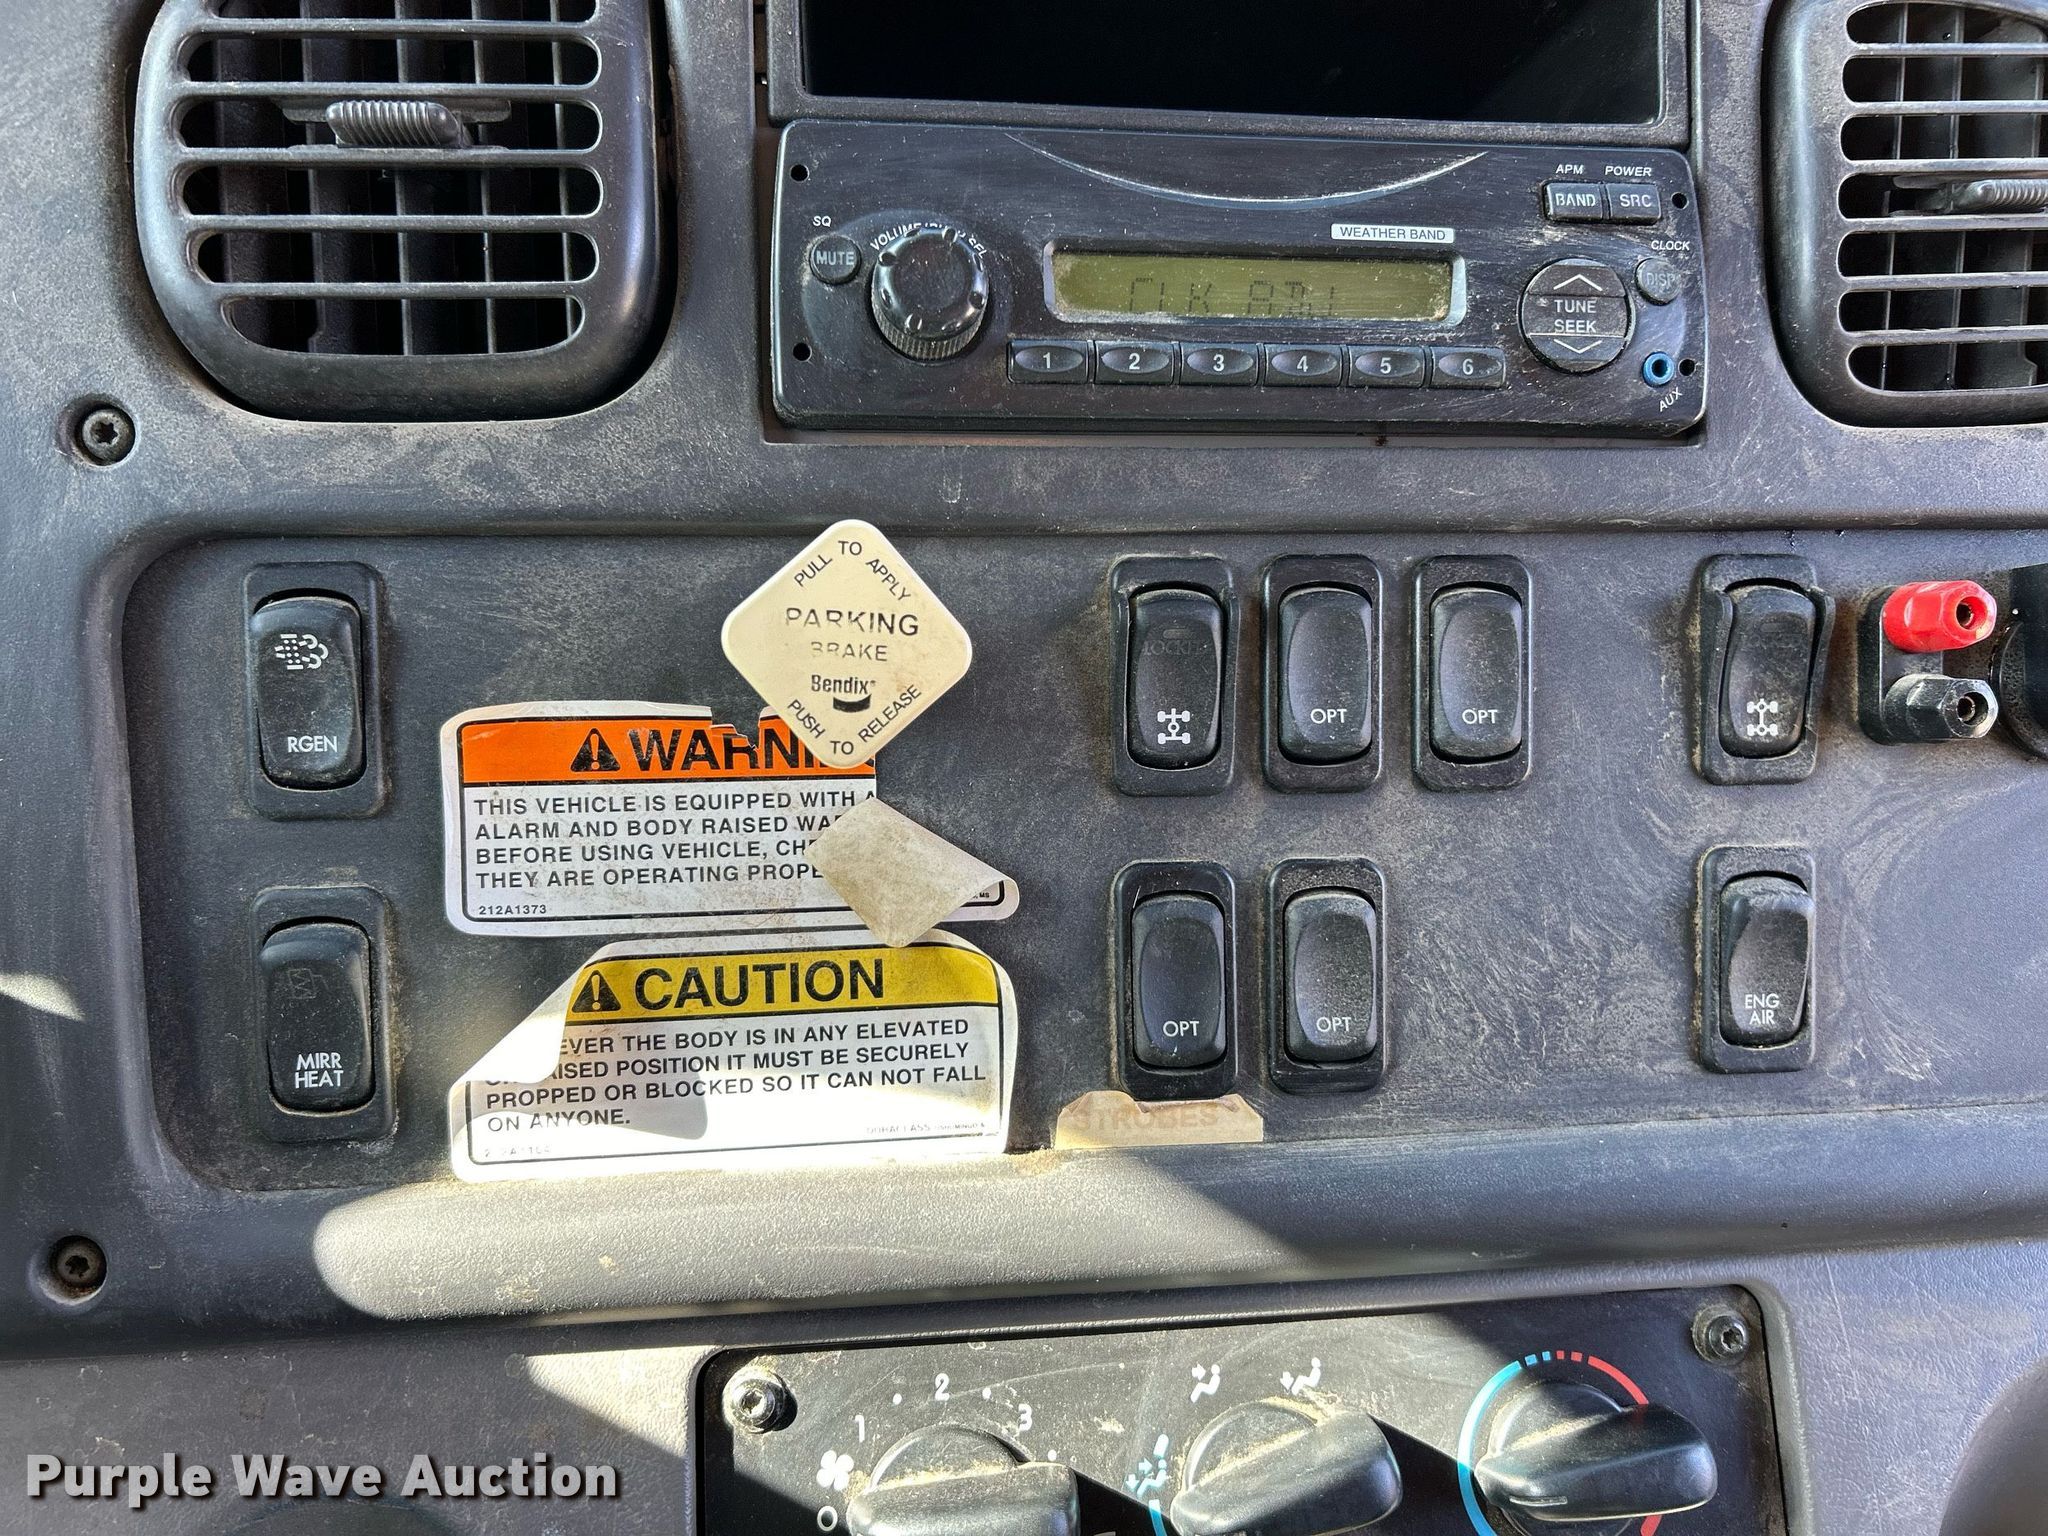 APM POWER
BAND SRC
SQ
MUTE
WEATHER BAND
CLOCK
DISP
TUNE
SEEK
1 2 3 4 5 6
AUX
PULL TO APPLY
PARKING
BRAKE
Bendix
PUSH TO RELEASE
RGEN
OPT
OPT
WARNIN
THIS VEHICLE IS EQUIPPED WITH A
ALARM AND BODY RAISED WA
BEFORE USING VEHICLE, CHE
THEY ARE OPERATING PROPE
212A1373
CAUTION
EVER THE BODY IS IN ANY ELEVATED
AISED POSITION IT MUST BE SECURELY
PROPPED OR BLOCKED SO IT CAN NOT FALL
ON ANYONE.
MIRR
HEAT
OPT
OPT
ENG
AIR
STROBES
1 2 3
Purple Wave Auction